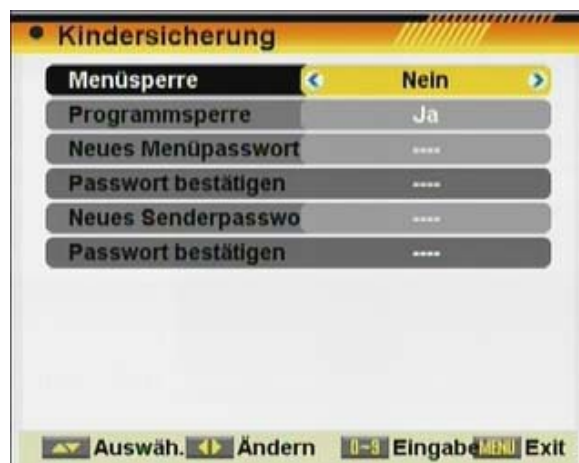 Kindersicherung
Menüsperre Nein
Programmsperre Ja
Neues Menüpasswort ----
Passwort bestätigen ----
Neues Senderpasswo ----
Passwort bestätigen ----
Auswäh. Ändern 0~9 Eingabe MENU Exit